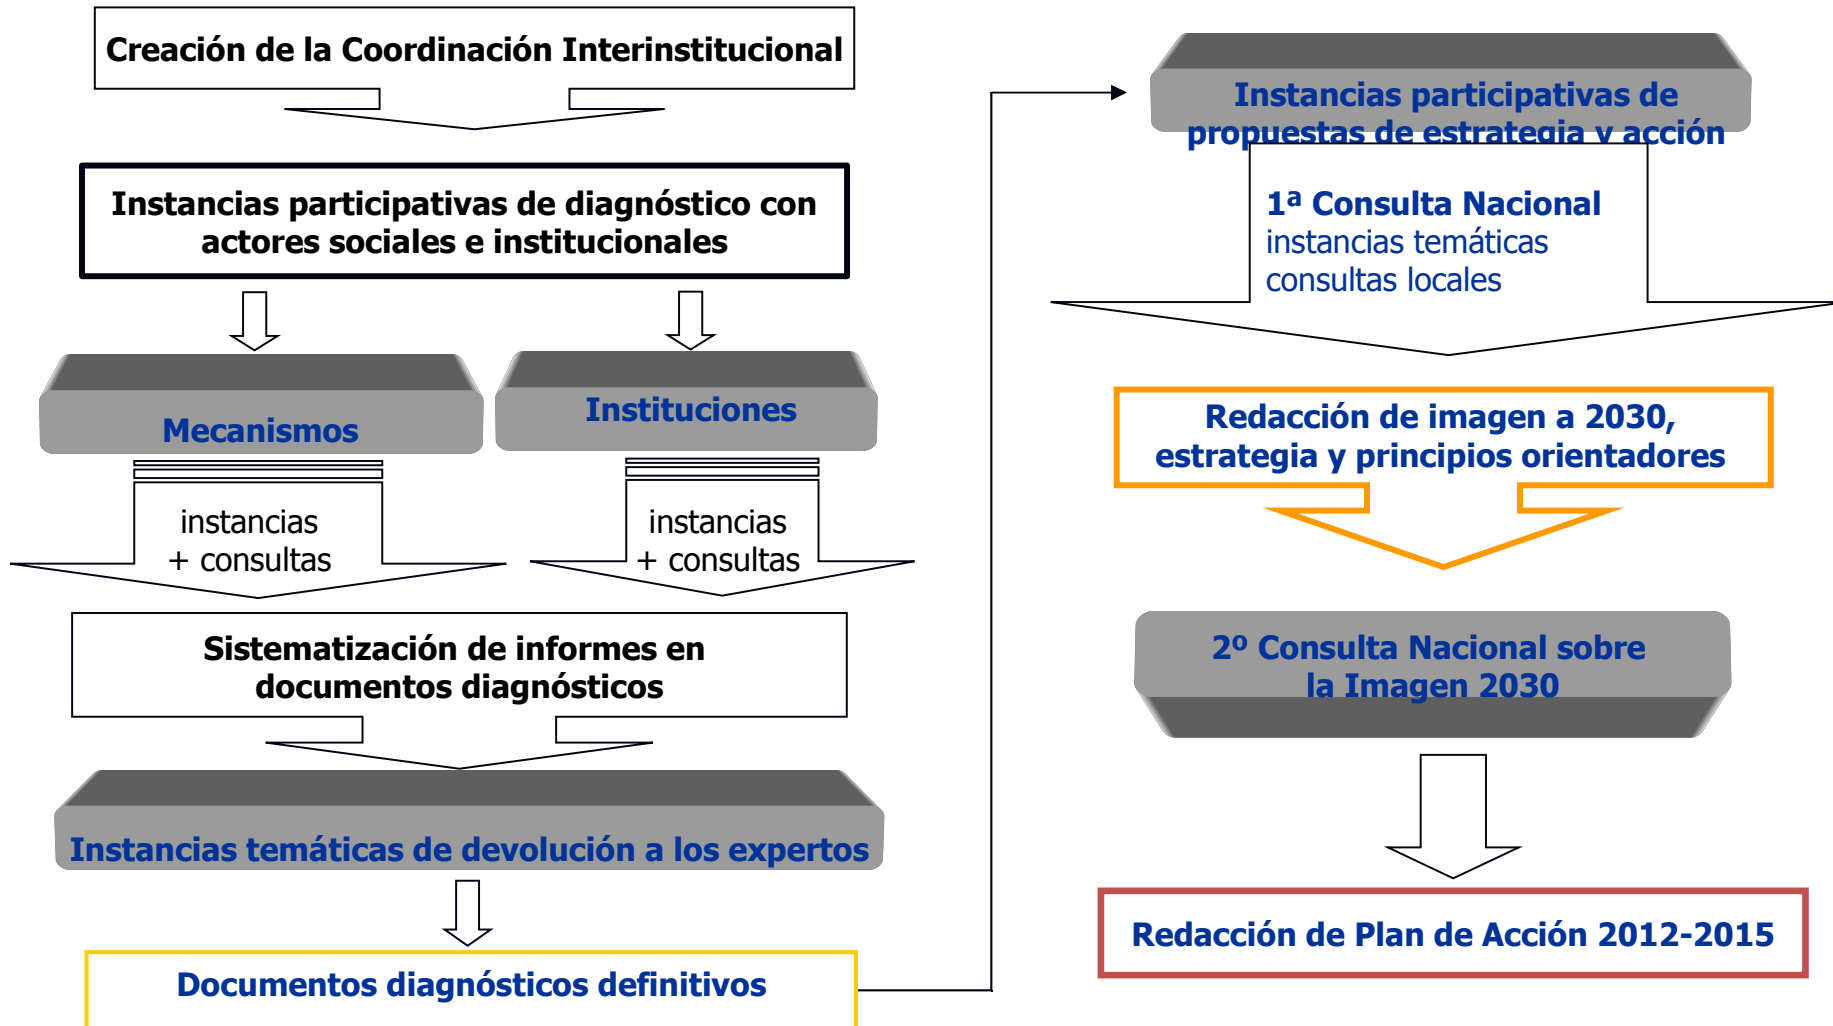 Creación de la Coordinación Interinstitucional
Instancias participativas de diagnóstico con
actores sociales e institucionales
Mecanismos
Instituciones
instancias
+ consultas
instancias
+ consultas
Sistematización de informes en
documentos diagnósticos
Instancias temáticas de devolución a los expertos
Documentos diagnósticos definitivos
Instancias participativas de
propuestas de estrategia y acción
1ª Consulta Nacional
instancias temáticas
consultas locales
Redacción de imagen a 2030,
estrategia y principios orientadores
2º Consulta Nacional sobre
la Imagen 2030
Redacción de Plan de Acción 2012-2015